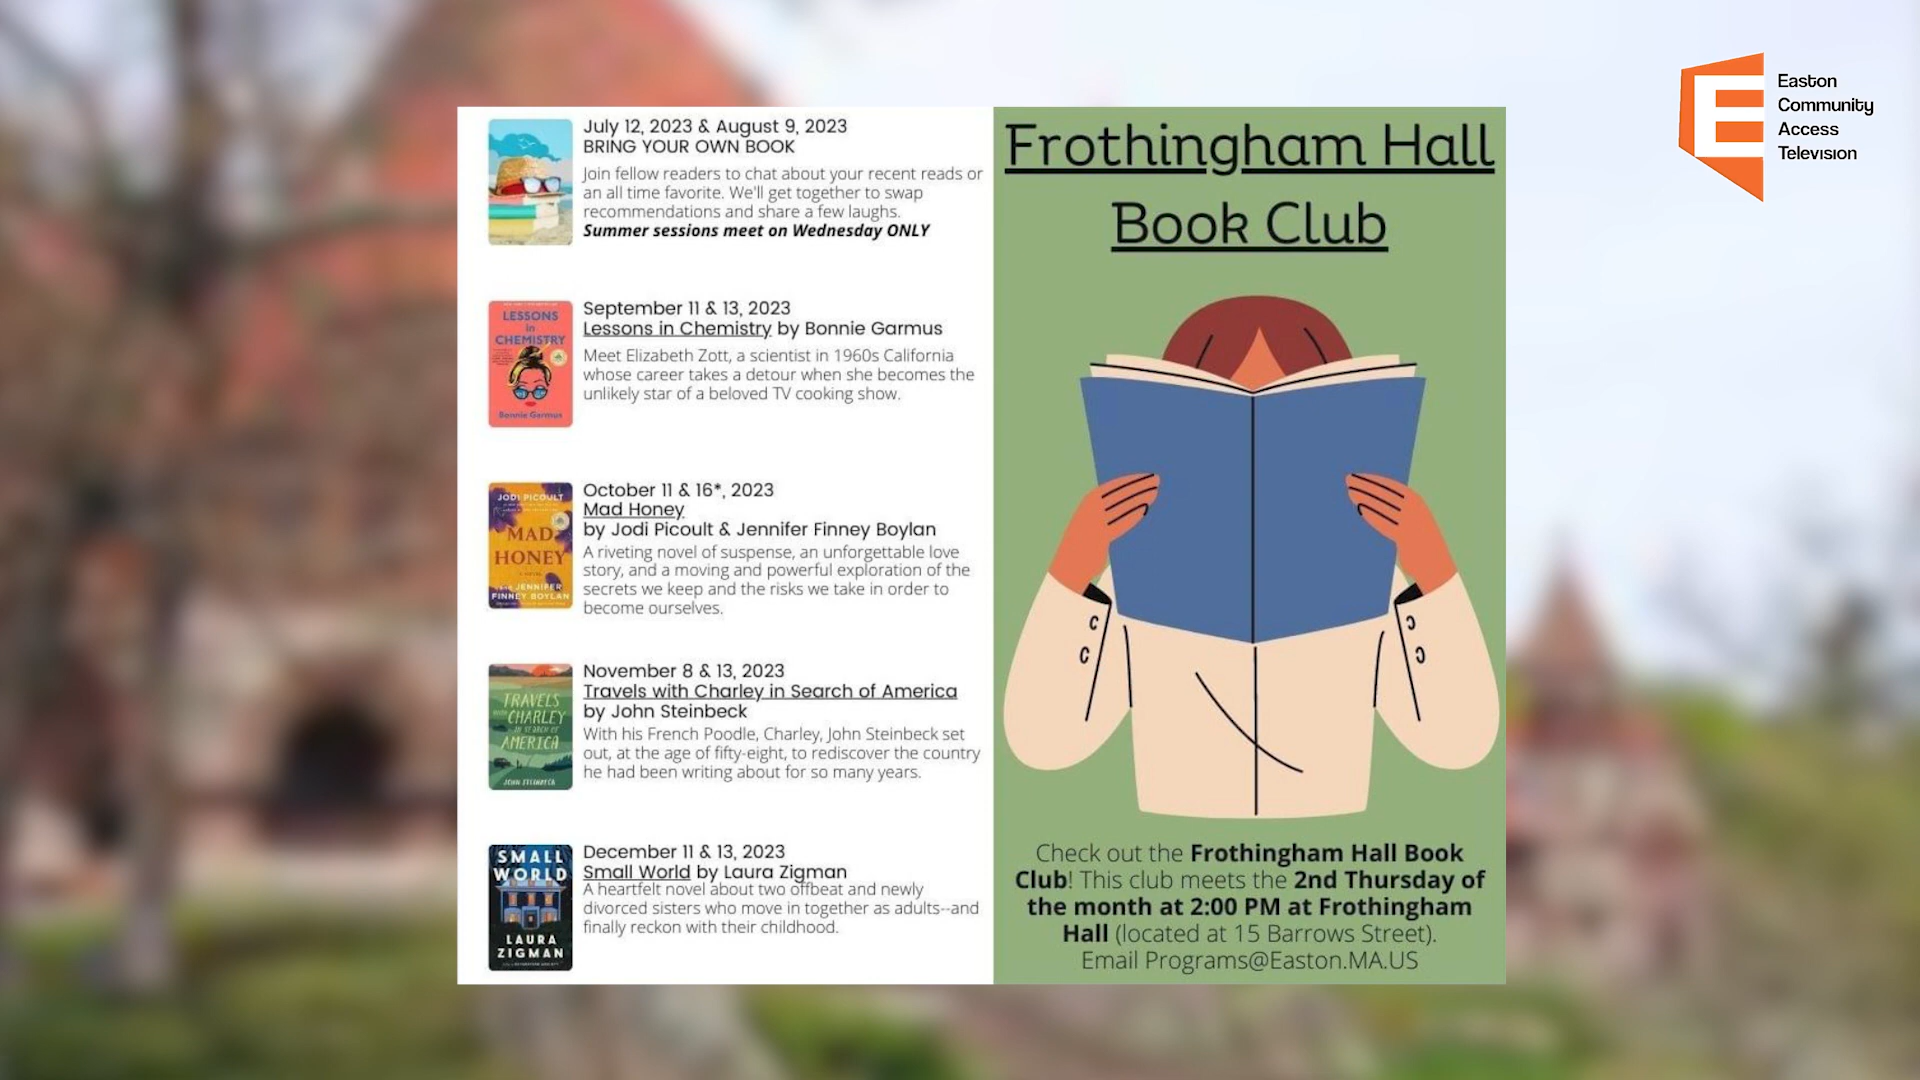 July 12, 2023 & August 9, 2023
BRING YOUR OWN BOOK
Join fellow readers to chat about your recent reads or
an all time favorite. We'll get together to swap
recommendations and share a few laughs.
Summer sessions meet on Wednesday ONLY
LESSONS
in
CHEMISTRY
Bonnie Garmus
September 11 & 13, 2023
Lessons in Chemistry by Bonnie Garmus
Meet Elizabeth Zott, a scientist in 1960s California
whose career takes a detour when she becomes the
unlikely star of a beloved TV cooking show.
JODI PICOULT
MAD
HONEY
JENNIFER
FINNEY BOYLAN
October 11 & 16*, 2023
Mad Honey
by Jodi Picoult & Jennifer Finney Boylan
A riveting novel of suspense, an unforgettable love
story, and a moving and powerful exploration of the
secrets we keep and the risks we take in order to
become ourselves.
TRAVELS
with CHARLEY
IN SEARCH OF
AMERICA
JOHN STEINBECK
November 8 & 13, 2023
Travels with Charley in Search of America
by John Steinbeck
With his French Poodle, Charley, John Steinbeck set
out, at the age of fifty-eight, to rediscover the country
he had been writing about for so many years.
SMALL
WORLD
LAURA
ZIGMAN
December 11 & 13, 2023
Small World by Laura Zigman
A heartfelt novel about two offbeat and newly
divorced sisters who move in together as adults--and
finally reckon with their childhood.
Frothingham Hall
Book Club
Check out the Frothingham Hall Book
Club! This club meets the 2nd Thursday of
the month at 2:00 PM at Frothingham
Hall (located at 15 Barrows Street).
Email Programs@Easton.MA.US
E
Easton
Community
Access
Television